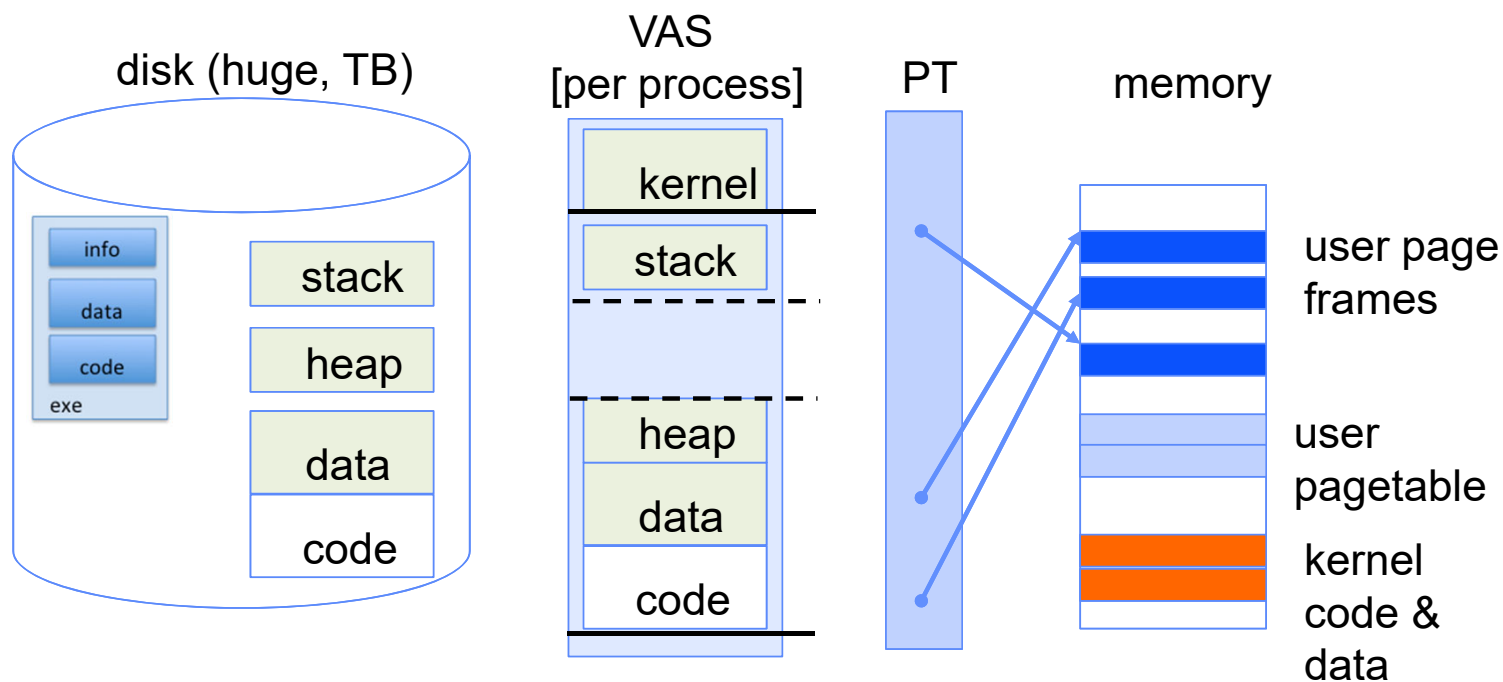 disk (huge, TB)
info
data
code
exe
stack
heap
data
code
VAS
[per process]
kernel
stack
heap
data
code
PT
memory
user page
frames
user
pagetable
kernel
code &
data